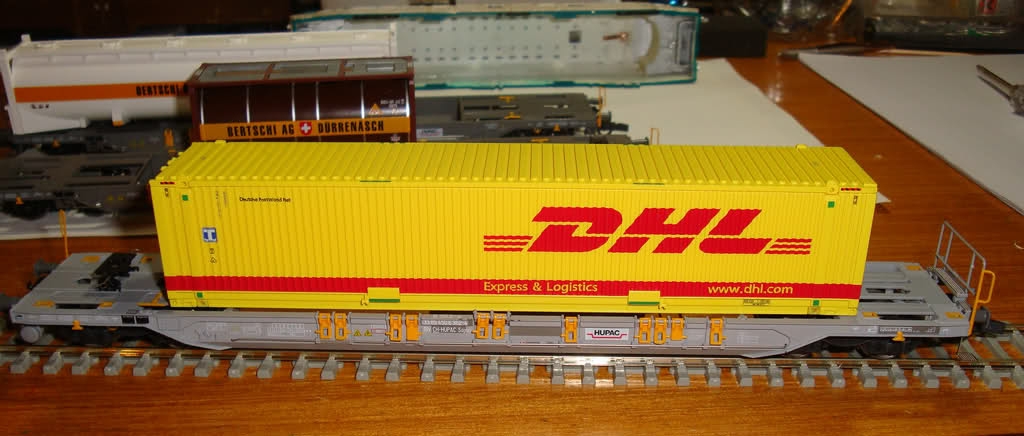 BERTSCHI
BERTSCHI AG DÜRRENÄSCH
DHL
Express & Logistics
www.dhl.com
HUPAC